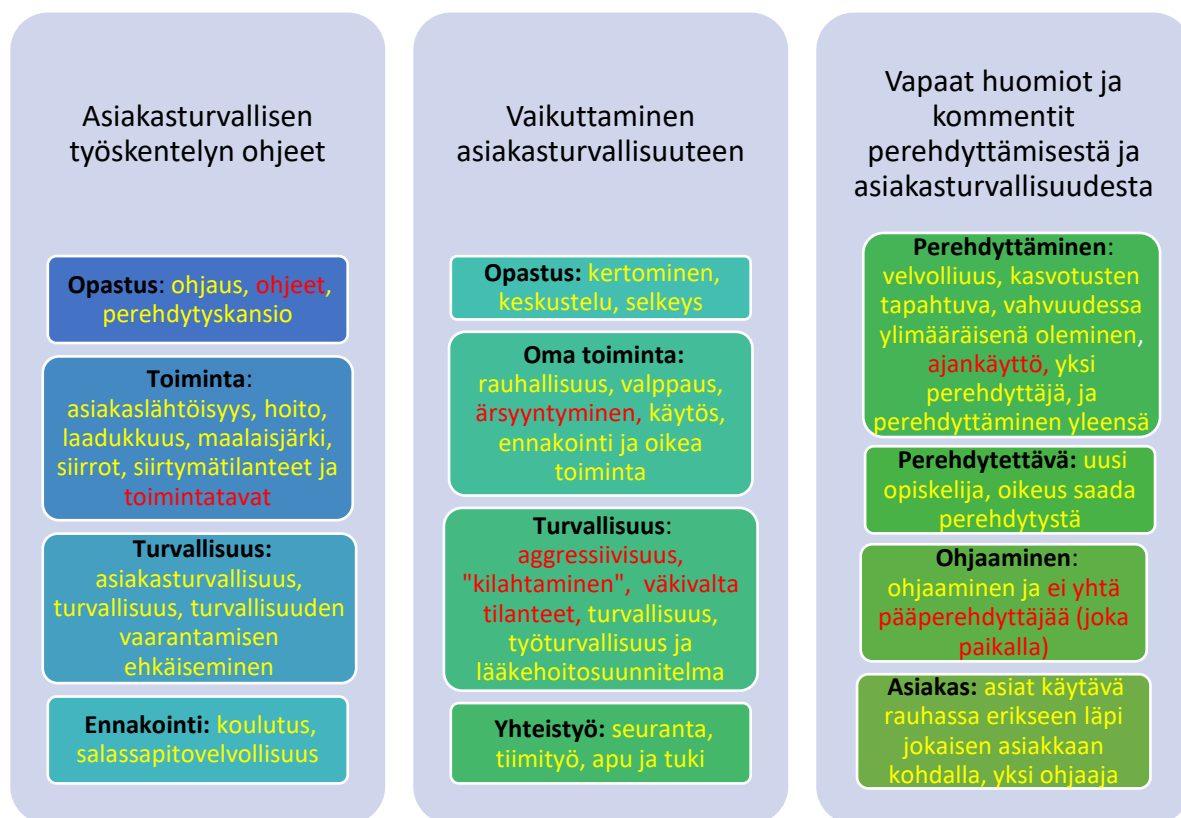 Asiakasturvallisen
työskentelyn ohjeet
Opastus: ohjaus, ohjeet,
perehdytyskansio
Toiminta:
asiakaslähtöisyys, hoito,
laadukkuus, maalaisjärki,
siirrot, siirtymätilanteet ja
toimintatavat
Turvallisuus:
asiakasturvallisuus,
turvallisuus, turvallisuuden
vaarantamisen
ehkäiseminen
Ennakointi: koulutus,
salassapitovelvollisuus
Vaikuttaminen
asiakasturvallisuuteen
Opastus: kertominen,
keskustelu, selkeys
Oma toiminta:
rauhallisuus, valppaus,
ärsyyntyminen, käytös,
ennakointi ja oikea
toiminta
Turvallisuus:
aggressiivisuus,
"kilahtaminen", väkivalta
tilanteet, turvallisuus,
työturvallisuus ja
lääkehoitosuunnitelma
Yhteistyö: seuranta,
tiimityö, apu ja tuki
Vapaat huomiot ja
kommentit
perehdyttämisestä ja
asiakasturvallisuudesta
Perehdyttäminen:
velvolliuus, kasvotusten
tapahtuva, vahvuudessa
ylimääräisenä oleminen,
ajankäyttö, yksi
perehdyttäjä, ja
perehdyttäminen yleensä
Perehdytettävä: uusi
opiskelija, oikeus saada
perehdytystä
Ohjaaminen:
ohjaaminen ja ei yhtä
pääperehdyttäjää (joka
paikalla)
Asiakas: asiat käytävä
rauhassa erikseen läpi
jokaisen asiakkaan
kohdalla, yksi ohjaaja